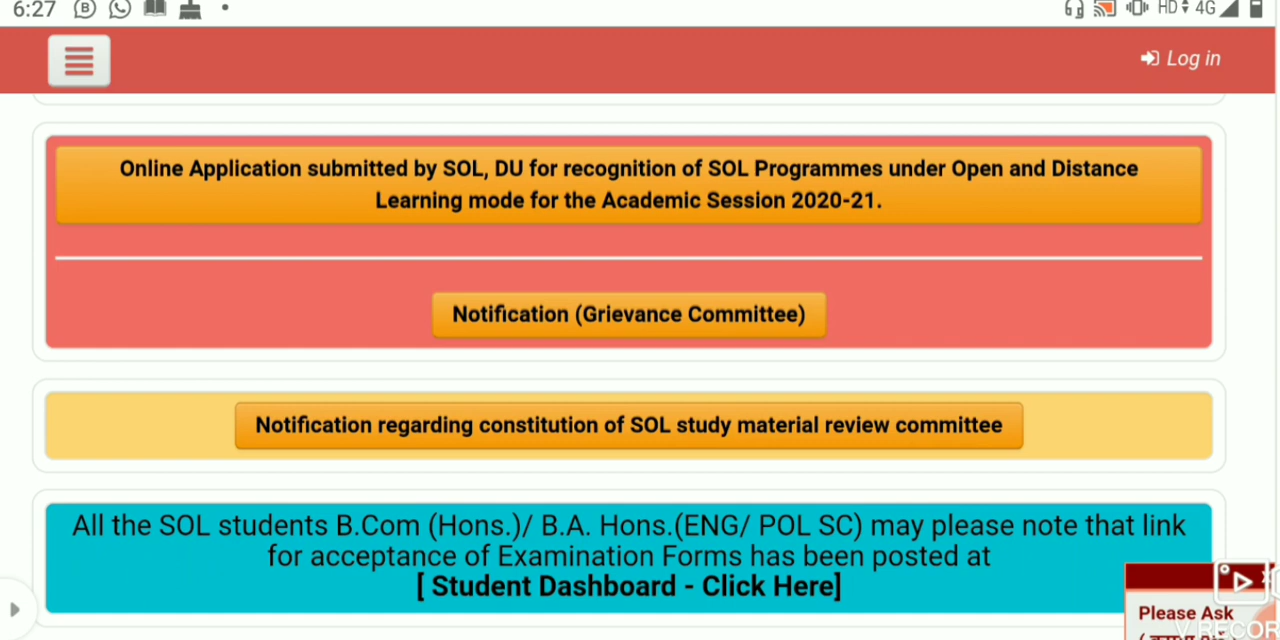 6:27 HD 4G
Log in
Online Application submitted by SOL, DU for recognition of SOL Programmes under Open and Distance
Learning mode for the Academic Session 2020-21.
Notification (Grievance Committee)
Notification regarding constitution of SOL study material review committee
All the SOL students B.Com (Hons.)/ B.A. Hons.(ENG/ POL SC) may please note that link
for acceptance of Examination Forms has been posted at
[ Student Dashboard - Click Here]
Please Ask
V RECOR